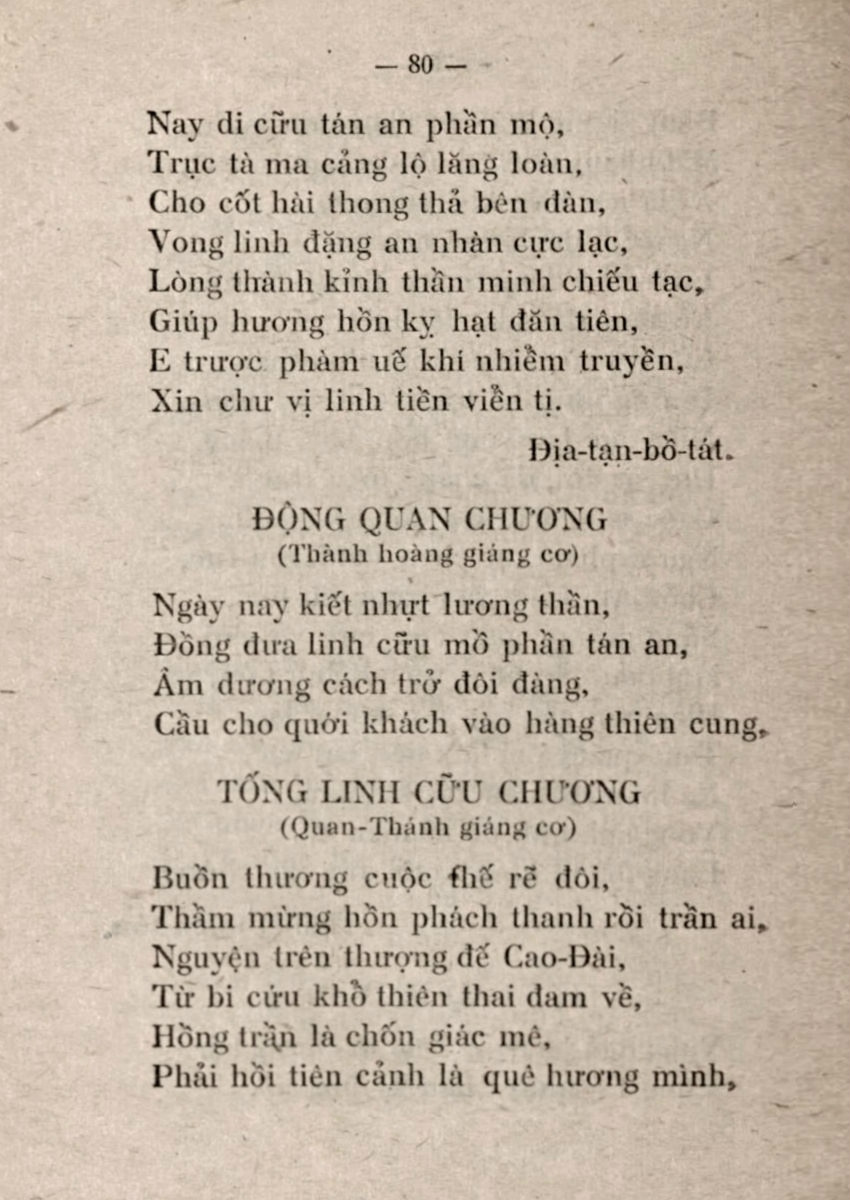 — 80 —
Nay di cữu tán an phần mộ,
Trục tà ma cảng lộ lăng loàn,
Cho cốt hài thong thả bên dàn,
Vong linh đặng an nhàn cực lạc,
Lòng thành kỉnh thần minh chiếu tạc,
Giúp hương hồn kỵ hạt đăn tiên,
E trược phàm uế khí nhiễm truyền,
Xin chư vị linh tiền viễn tị.
Địa-tạn-bồ-tát.
ĐỘNG QUAN CHƯƠNG
(Thành hoàng giáng cơ)
Ngày nay kiết nhựt lương thần,
Đồng đưa linh cữu mồ phần tán an,
Âm dương cách trở đôi đàng,
Cầu cho quới khách vào hàng thiên cung,
TỐNG LINH CỮU CHƯƠNG
(Quan-Thánh giáng cơ)
Buồn thương cuộc thế rẽ đôi,
Thầm mừng hồn phách thanh rồi trần ai,
Nguyện trên thượng đế Cao-Đài,
Từ bi cứu khổ thiên thai đam về,
Hồng trần là chốn giác mê,
Phải hồi tiên cảnh là quê hương mình,